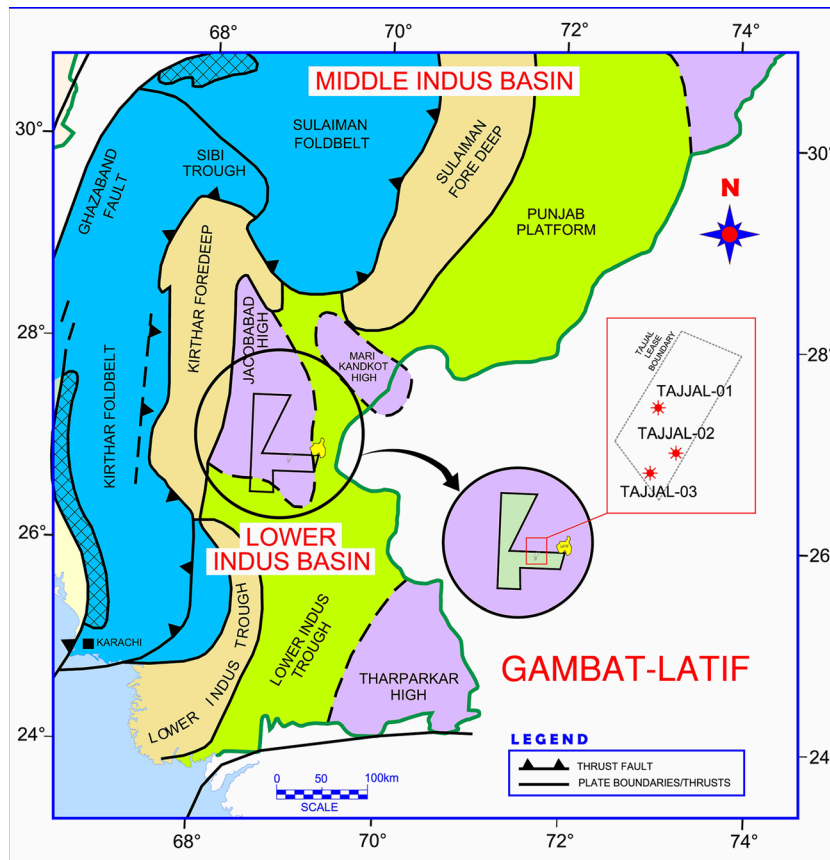 68°
70°
72°
74°
MIDDLE INDUS BASIN
30°
30°
SULAIMAN
FOLDBELT
SULAIMAN
FORE DEEP
SIBI
TROUGH
GHAZABAND
FAULT
PUNJAB
PLATFORM
N
KIRTHAR FOREDEEP
28°
28°
JACOBABAD
HIGH
MARI
KANDKOT
HIGH
KIRTHAR FOLDBELT
TAJJAL
LEASE
BOUNDARY
TAJJAL-01
TAJJAL-02
TAJJAL-03
26°
26°
LOWER
INDUS BASIN
KARACHI
LOWER INDUS TROUGH
LOWER INDUS
TROUGH
THARPARKAR
HIGH
GAMBAT-LATIF
24°
24
LEGEND
THRUST FAULT
PLATE BOUNDARIES/THRUSTS
0 50 100km
SCALE
68°
70°
72°
74°